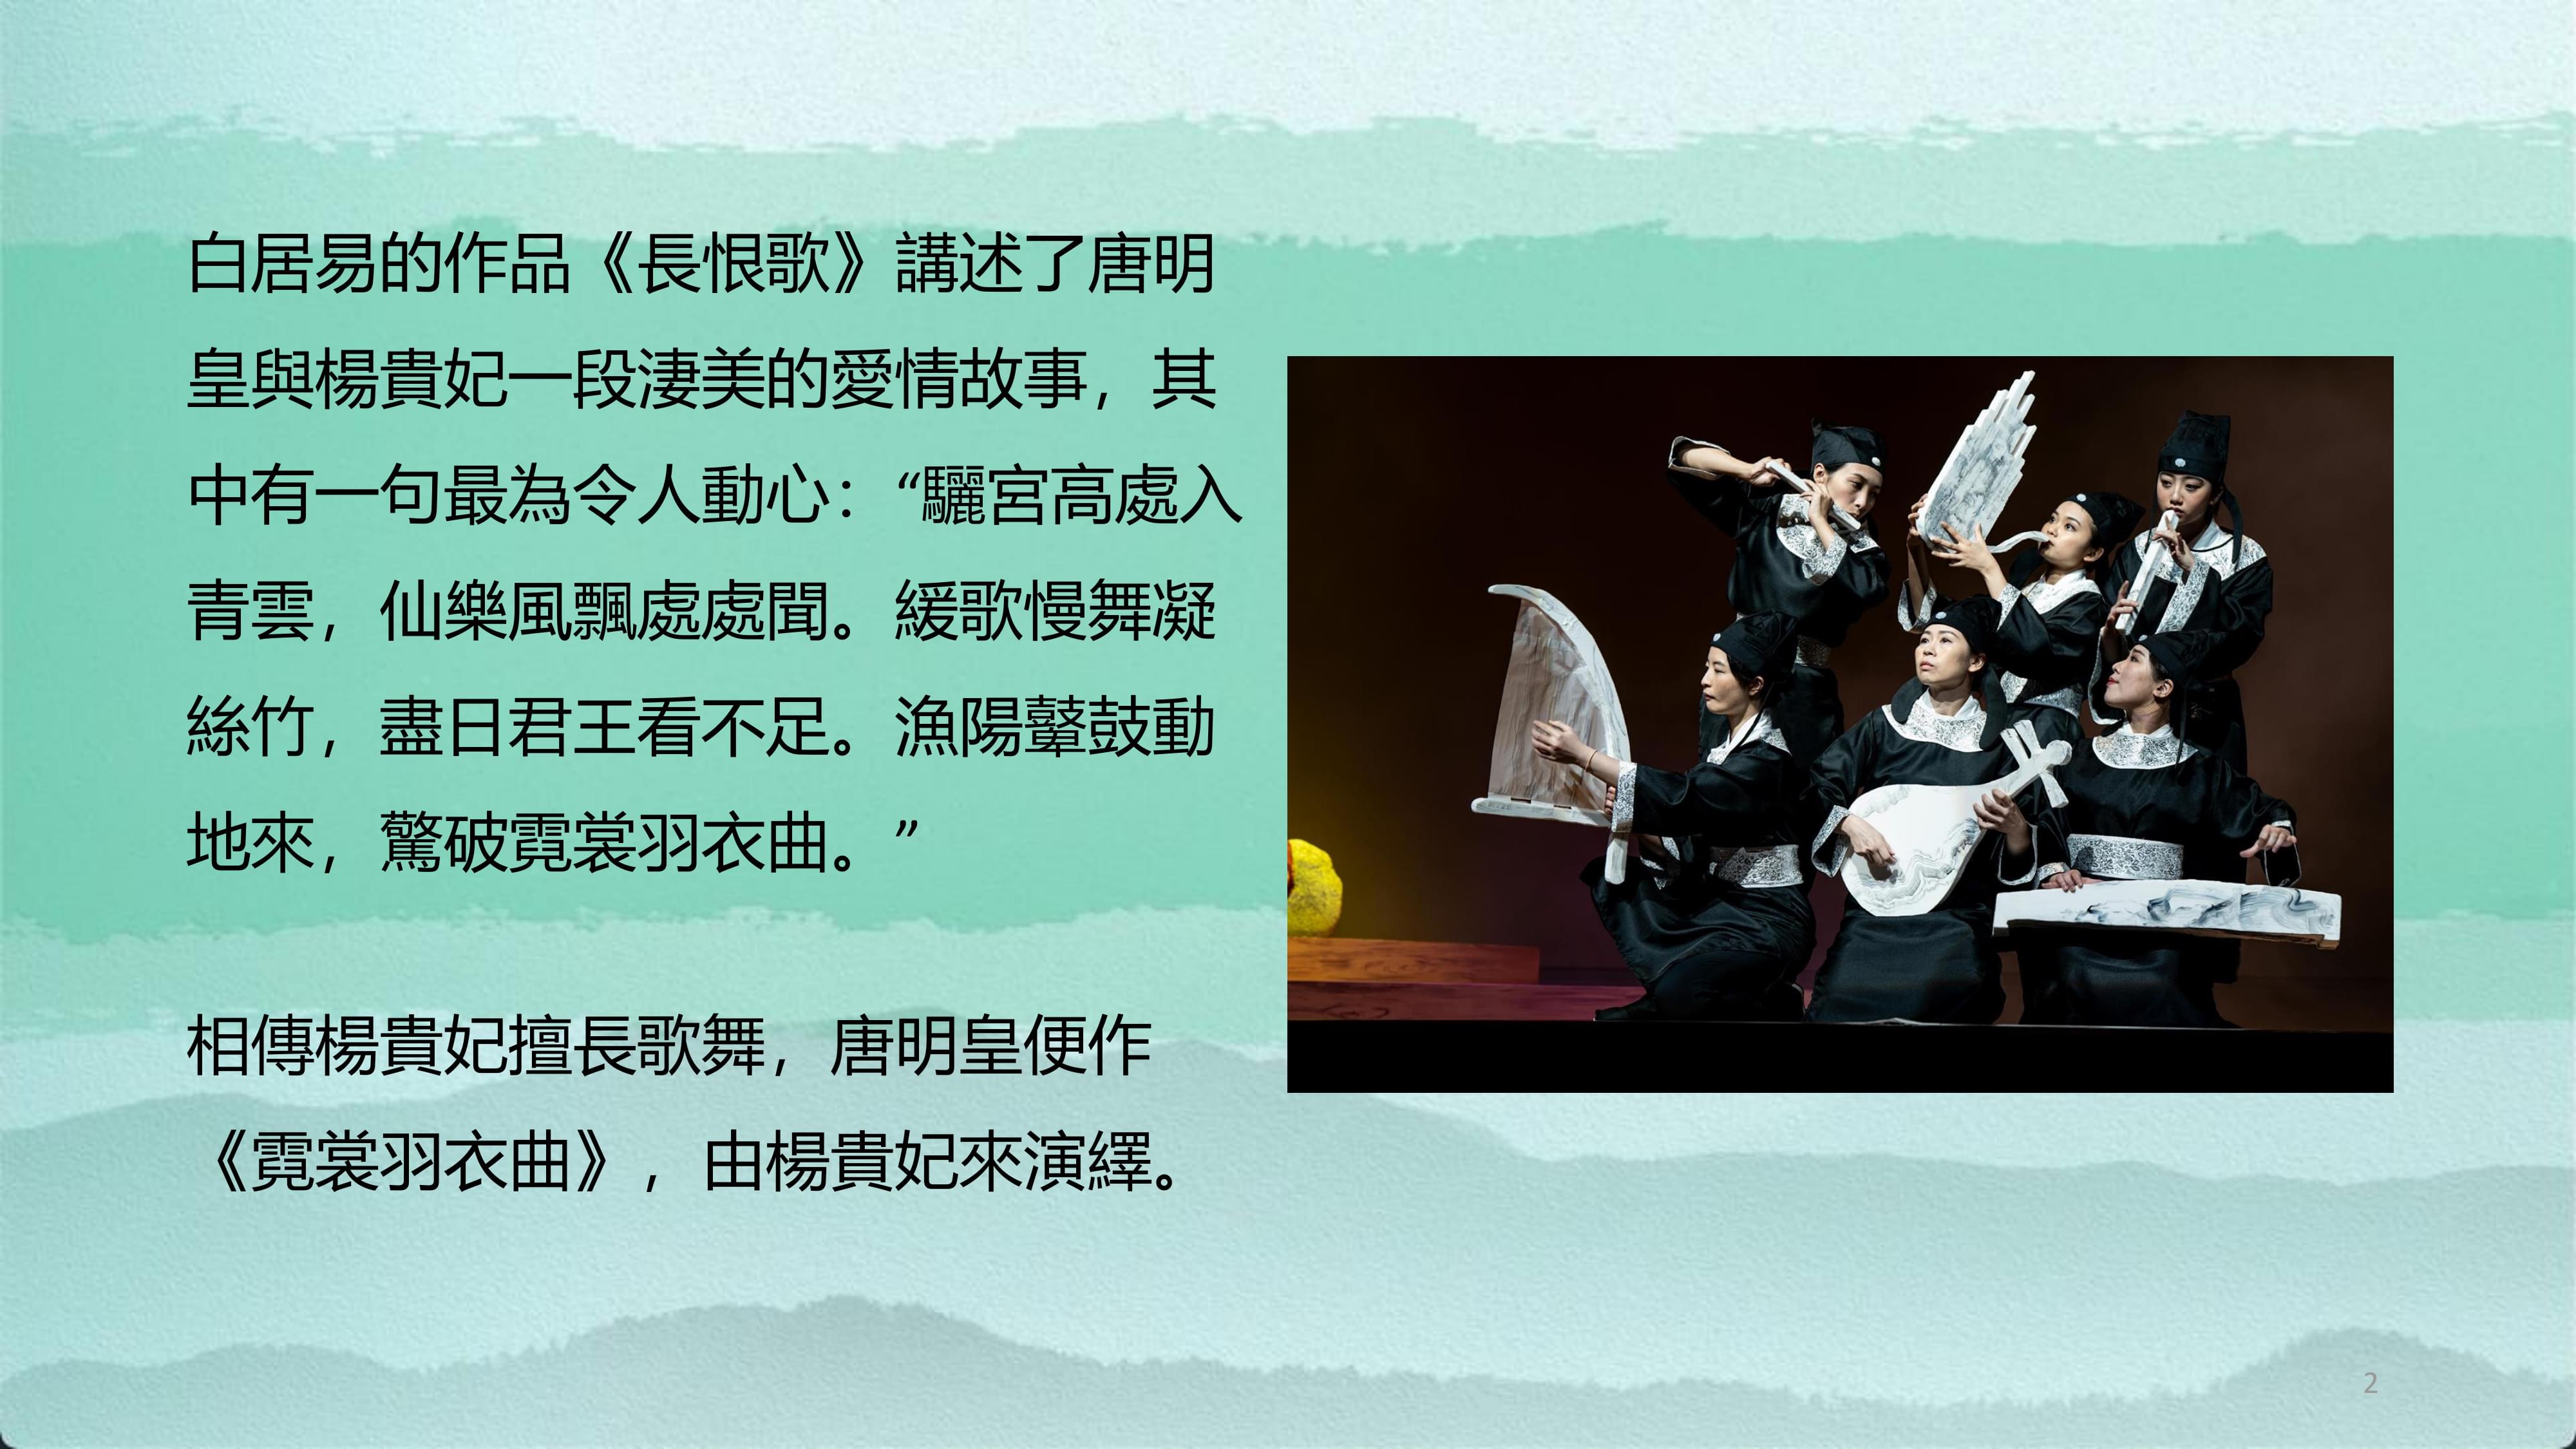 白居易的作品《長恨歌》講述了唐明
皇與楊貴妃一段淒美的愛情故事，其
中有一句最為令人動心：“驪宮高處入
青雲，仙樂風飄處處聞。緩歌慢舞凝
絲竹，盡日君王看不足。漁陽鼙鼓動
地來，驚破霓裳羽衣曲。”
相傳楊貴妃擅長歌舞，唐明皇便作
《霓裳羽衣曲》，由楊貴妃來演繹。
2